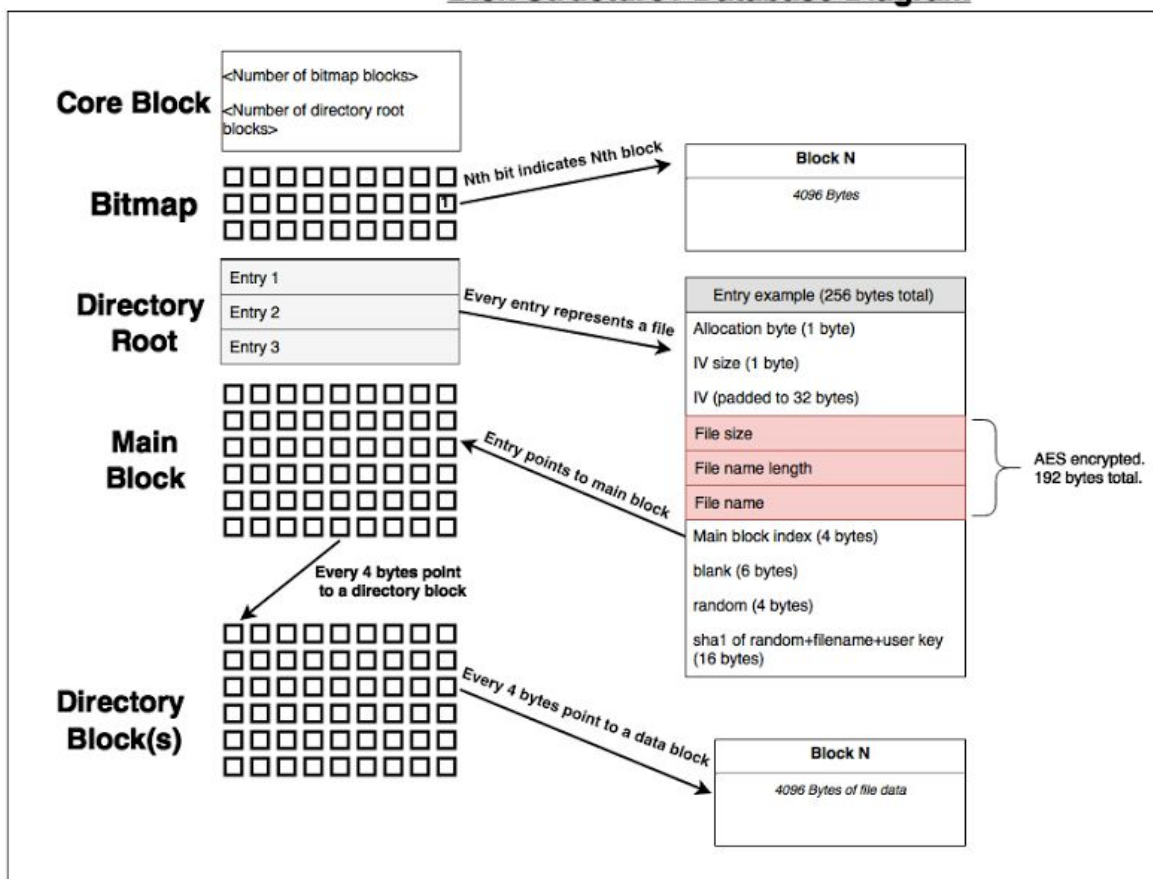 Core Block
<Number of bitmap blocks>
<Number of directory root
blocks>
Bitmap
1
Nth bit indicates Nth block
Block N
4096 Bytes
Directory
Root
Entry 1
Entry 2
Entry 3
Every entry represents a file
Entry example (256 bytes total)
Allocation byte (1 byte)
IV size (1 byte)
IV (padded to 32 bytes)
File size
File name length
File name
AES encrypted.
192 bytes total.
Main block index (4 bytes)
blank (6 bytes)
random (4 bytes)
sha1 of random+filename+user key
(16 bytes)
Main
Block
Entry points to main block
Every 4 bytes point
to a directory block
Directory
Block(s)
Every 4 bytes point to a data block
Block N
4096 Bytes of file data